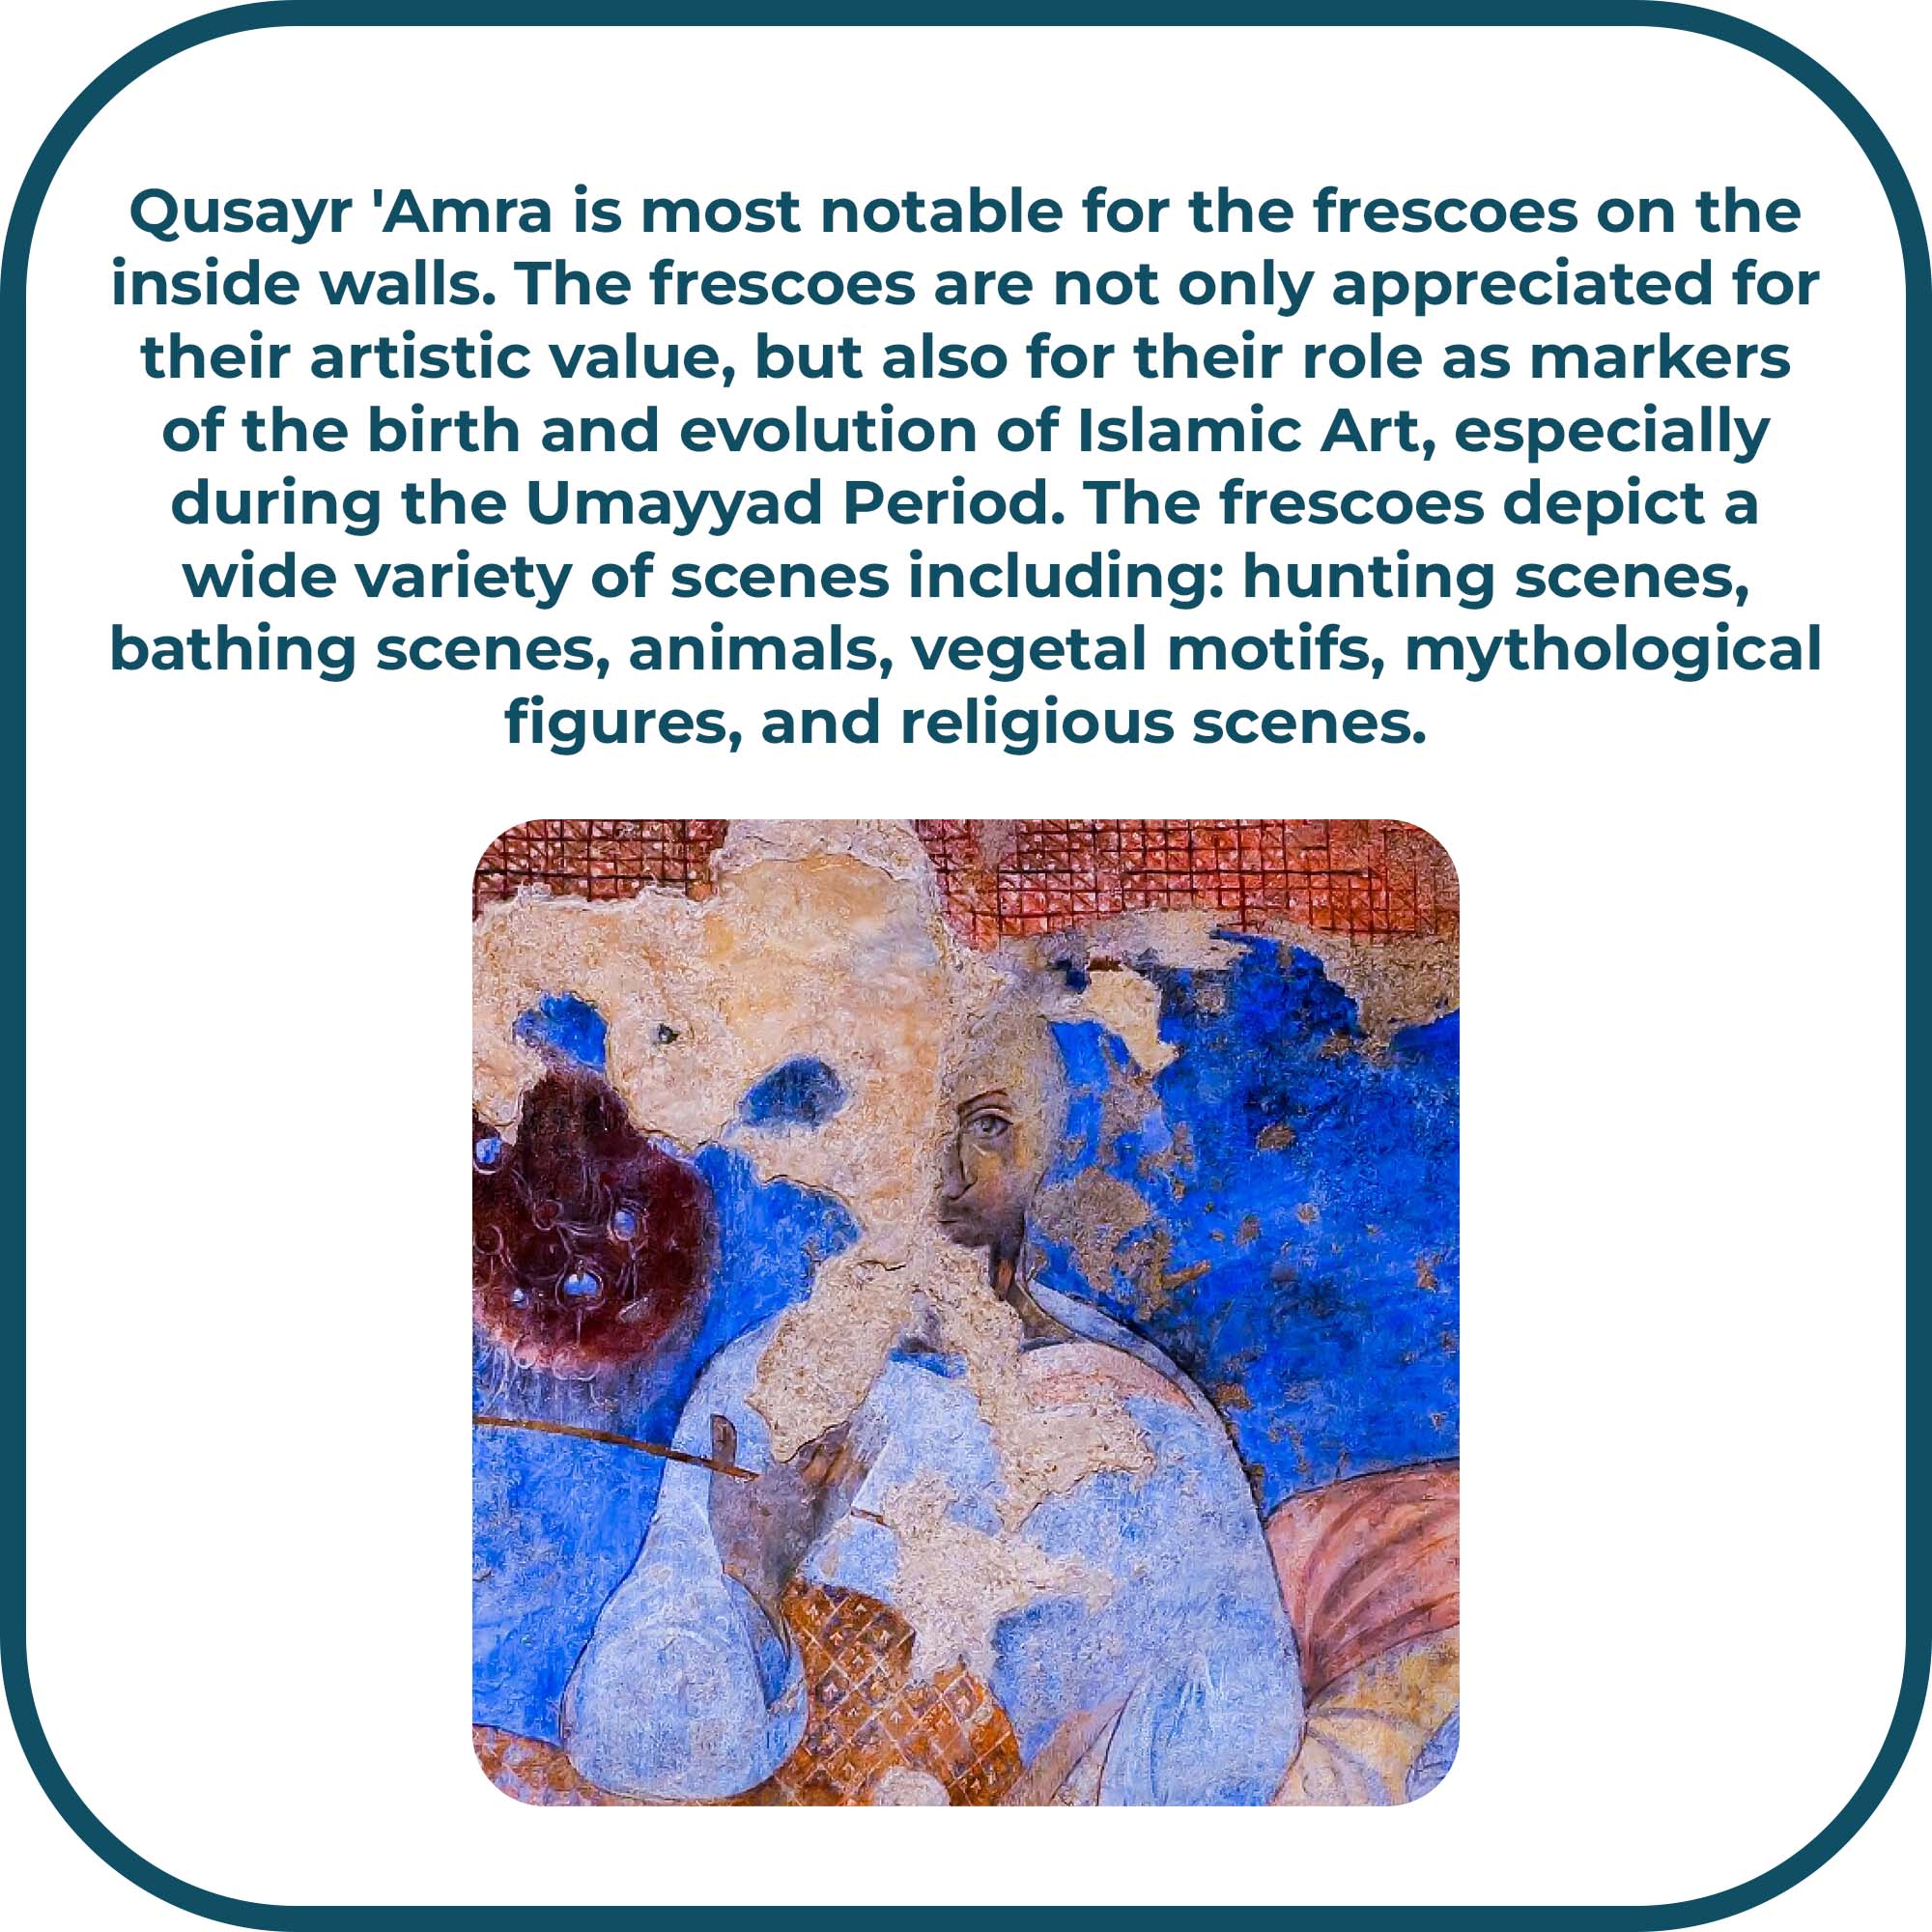 Qusayr 'Amra is most notable for the frescoes on the
inside walls. The frescoes are not only appreciated for
their artistic value, but also for their role as markers
of the birth and evolution of Islamic Art, especially
during the Umayyad Period. The frescoes depict a
wide variety of scenes including: hunting scenes,
bathing scenes, animals, vegetal motifs, mythological
figures, and religious scenes.